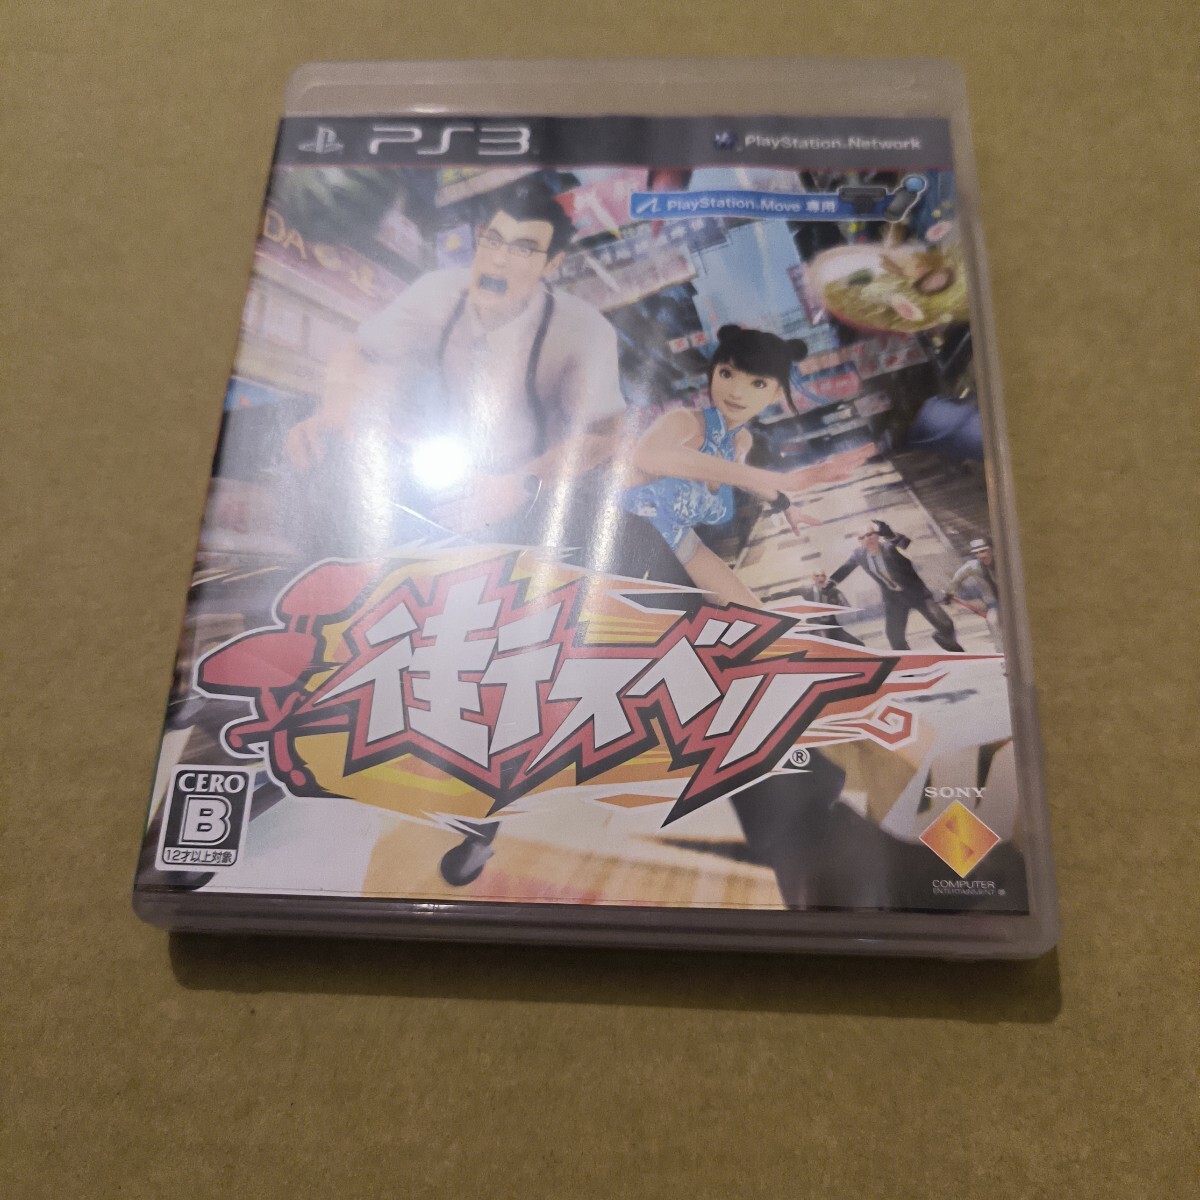 PS3
PlayStation Network
PlayStation Move 専用
DA
街スベリ
®
CERO
B
12才以上対象
SONY
COMPUTER
ENTERTAINMENT